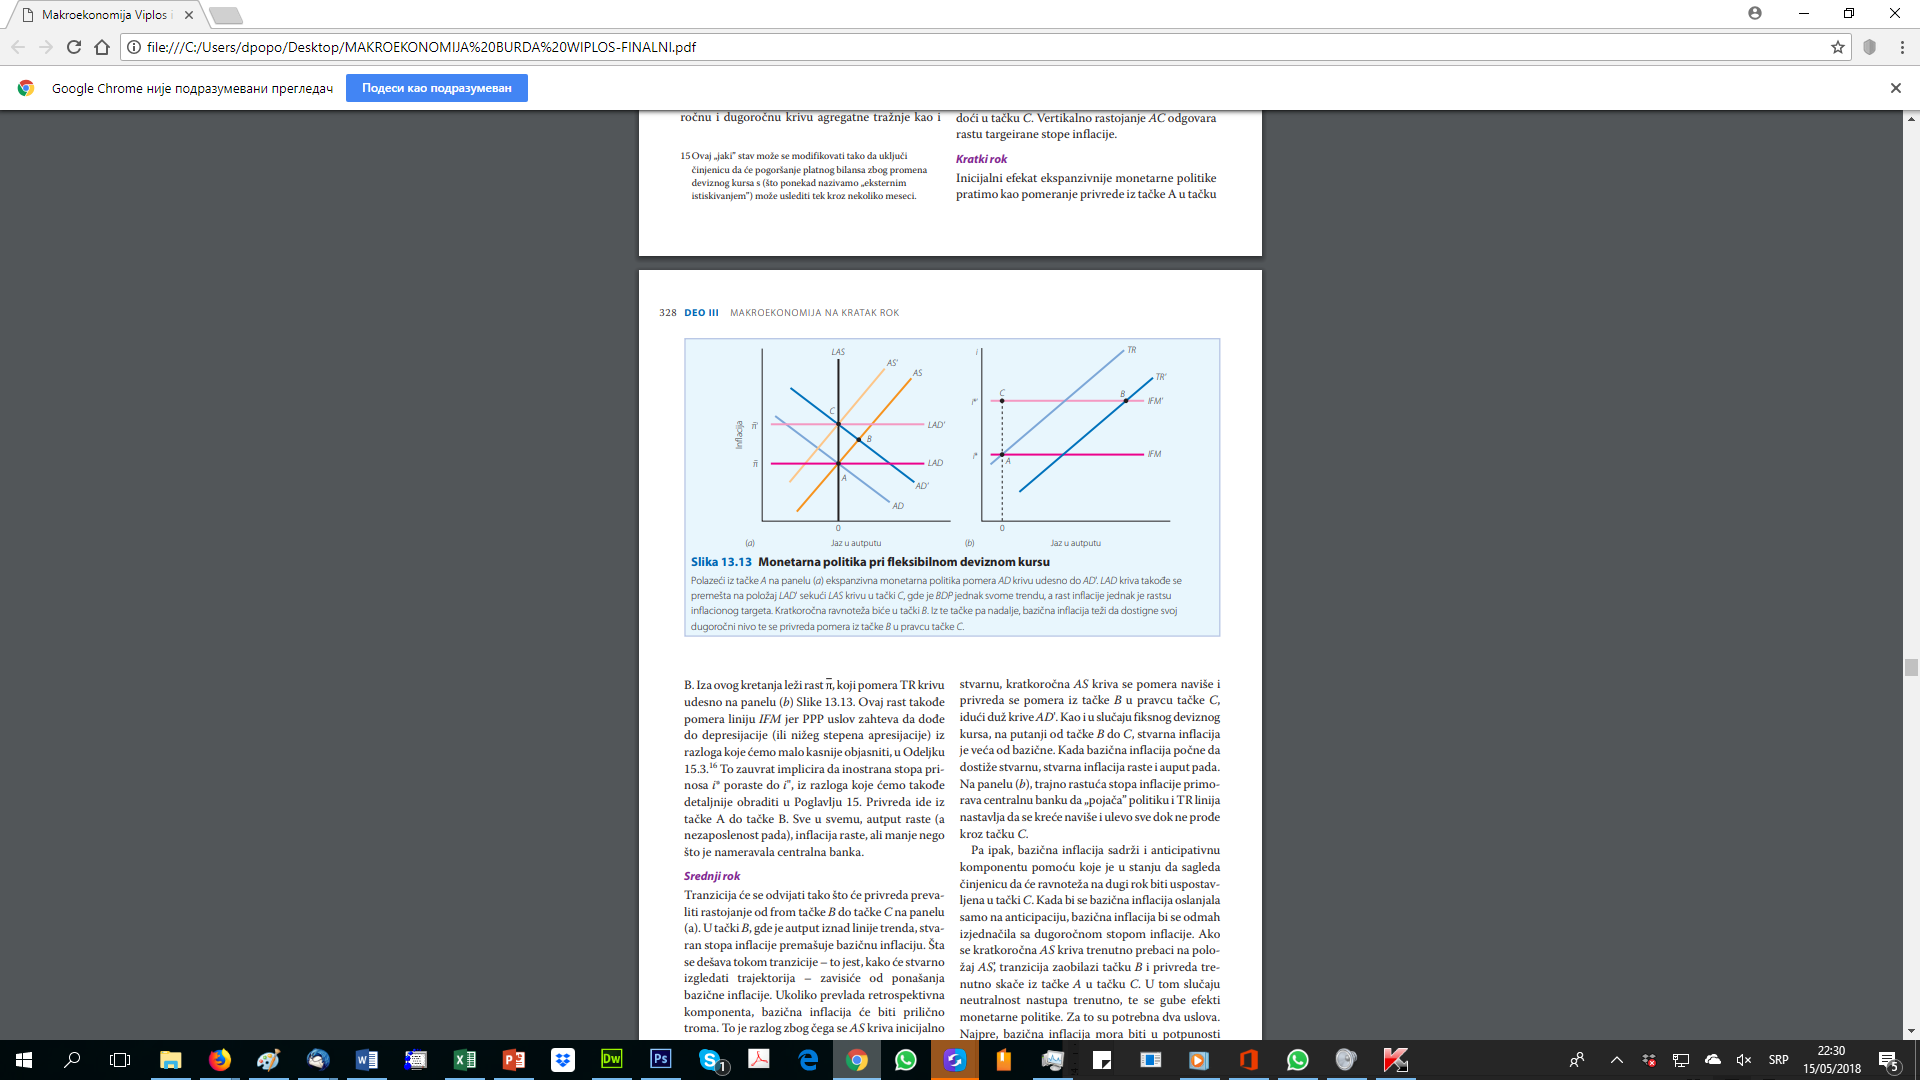 Makroekonomija Viplos i
file:///C:/Users/dpopo/Desktop/MAKROEKONOMIJA%20BURDA%20WIPLOS-FINALNI.pdf
Google Chrome није подразумевани прегледач
Подеси као подразумеван
ročnu i dugoročnu krivu agregatne tražnje kao i
15 Ovaj „jaki” stav može se modifikovati tako da uključi
činjenicu da će pogoršanje platnog bilansa zbog promena
deviznog kursa s (što ponekad nazivamo „eksternim
istiskivanjem”) može uslediti tek kroz nekoliko meseci.
doći u tačku C. Vertikalno rastojanje AC odgovara
rastu targeirane stope inflacije.
Kratki rok
Inicijalni efekat ekspanzivnije monetarne politike
pratimo kao pomeranje privrede iz tačke A u tačku
328 DEO III MAKROEKONOMIJA NA KRATAK ROK
LAS
AS'
AS
C
π̄'
LAD'
B
Inflacija
π̄
LAD
A
AD'
AD
0
(a)
Jaz u autputu
i
TR
TR'
C
B
i*'
IFM'
i*
A
IFM
0
(b)
Jaz u autputu
Slika 13.13 Monetarna politika pri fleksibilnom deviznom kursu
Polazeći iz tačke A na panelu (a) ekspanzivna monetarna politika pomera AD krivu udesno do AD'. LAD kriva takođe se
premešta na položaj LAD' sekući LAS krivu u tački C, gde je BDP jednak svome trendu, a rast inflacije jednak je rastsu
inflacionog targeta. Kratkoročna ravnoteža biće u tački B. Iz te tačke pa nadalje, bazična inflacija teži da dostigne svoj
dugoročni nivo te se privreda pomera iz tačke B u pravcu tačke C.
B. Iza ovog kretanja leži rast π̄, koji pomera TR krivu
udesno na panelu (b) Slike 13.13. Ovaj rast takođe
pomera liniju IFM jer PPP uslov zahteva da dođe
do depresijacije (ili nižeg stepena apresijacije) iz
razloga koje ćemo malo kasnije objasniti, u Odeljku
15.3.¹⁶ To zauvrat implicira da inostrana stopa pri-
nosa i* poraste do i*', iz razloga koje ćemo takođe
detaljnije obraditi u Poglavlju 15. Privreda ide iz
tačke A do tačke B. Sve u svemu, autput raste (a
nezaposlenost pada), inflacija raste, ali manje nego
što je nameravala centralna banka.
Srednji rok
Tranzicija će se odvijati tako što će privreda preva-
liti rastojanje od from tačke B do tačke C na panelu
(a). U tački B, gde je autput iznad linije trenda, stva-
ran stopa inflacije premašuje bazičnu inflaciju. Šta
se dešava tokom tranzicije – to jest, kako će stvarno
izgledati trajektorija – zavisiće od ponašanja
bazične inflacije. Ukoliko prevlada retrospektivna
komponenta, bazična inflacija će biti prilično
troma. To je razlog zbog čega se AS kriva inicijalno
stvarnu, kratkoročna AS kriva se pomera naviše i
privreda se pomera iz tačke B u pravcu tačke C,
idući duž krive AD'. Kao i u slučaju fiksnog deviznog
kursa, na putanji od tačke B do C, stvarna inflacija
je veća od bazične. Kada bazična inflacija počne da
dostiže stvarnu, stvarna inflacija raste i auput pada.
Na panelu (b), trajno rastuća stopa inflacije primo-
rava centralnu banku da „pojača” politiku i TR linija
nastavlja da se kreće naviše i ulevo sve dok ne prođe
kroz tačku C.
Pa ipak, bazična inflacija sadrži i anticipativnu
komponentu pomoću koje je u stanju da sagleda
činjenicu da će ravnoteža na dugi rok biti uspostav-
ljena u tački C. Kada bi se bazična inflacija oslanjala
samo na anticipaciju, bazična inflacija bi se odmah
izjednačila sa dugoročnom stopom inflacije. Ako
se kratkoročna AS kriva trenutno prebaci na polo-
žaj AS', tranzicija zaobilazi tačku B i privreda tre-
nutno skače iz tačke A u tačku C. U tom slučaju
neutralnost nastupa trenutno, te se gube efekti
monetarne politike. Za to su potrebna dva uslova.
Najpre, bazična inflacija mora biti u potpunosti
Dw
Ps
1
SRP
22:30
15/05/2018
5